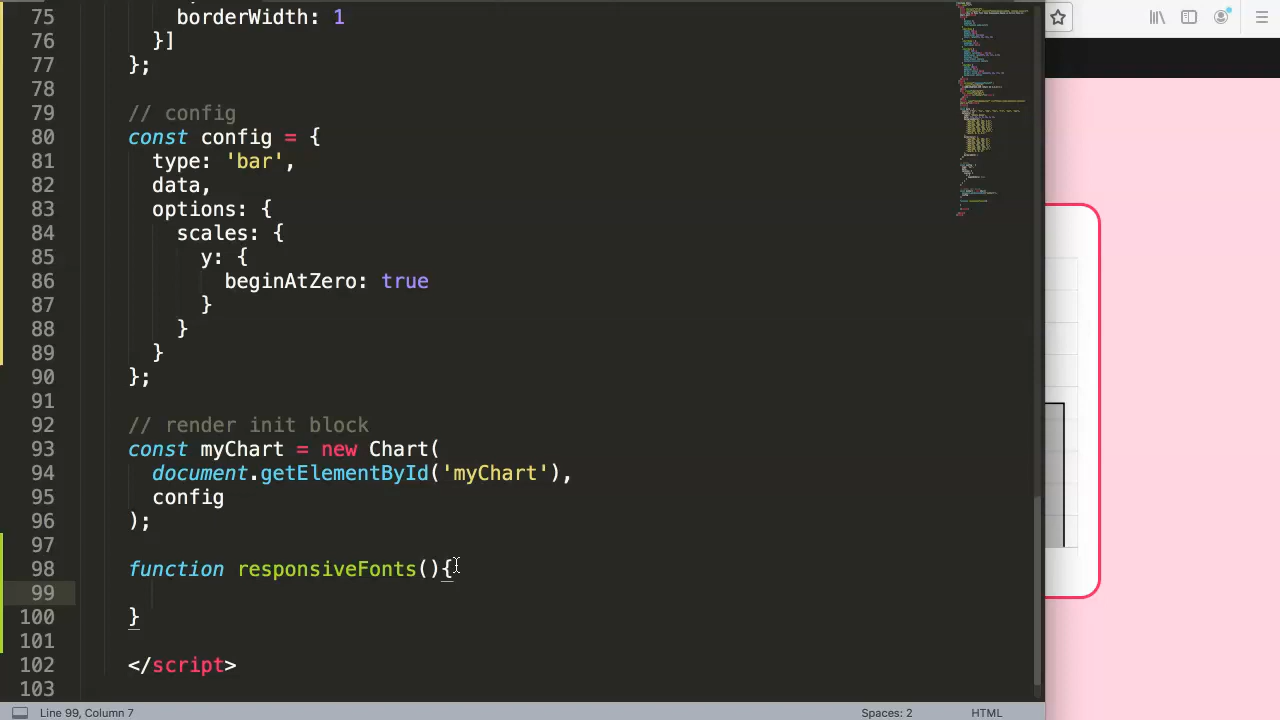 75 borderWidth: 1
76 }]
77 };
78
79 // config
80 const config = {
81 type: 'bar',
82 data,
83 options: {
84 scales: {
85 y: {
86 beginAtZero: true
87 }
88 }
89 }
90 };
91
92 // render init block
93 const myChart = new Chart(
94 document.getElementById('myChart'),
95 config
96 );
97
98 function responsiveFonts(){
99
100 }
101
102 </script>
103
Line 99, Column 7 Spaces: 2 HTML